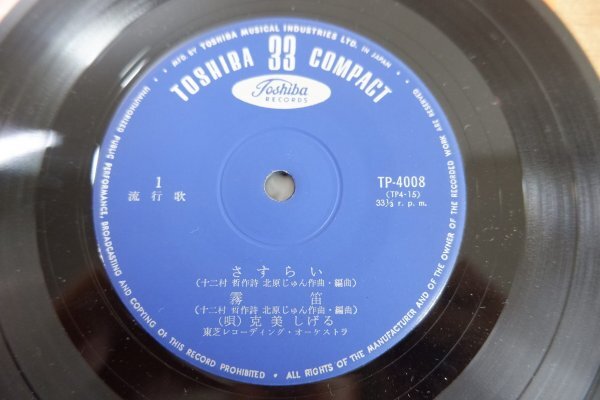 MFG. BY TOSHIBA MUSICAL INDUSTRIES LTD. IN JAPAN
TOSHIBA 33 COMPACT
Toshiba
RECORDS
1
流行歌
TP-4008
(TP4-15)
33⅓ r. p. m.
さすらい
(十二村 哲作詩 北原じゅん作曲・編曲)
霧笛
(十二村 哲作詩 北原じゅん作曲・編曲)
(唄) 克美しげる
東芝レコーディング・オーケストラ
UNAUTHORIZED PUBLIC PERFORMANCE, BROADCASTING AND COPYING OF THIS RECORD PROHIBITED • ALL RIGHTS OF THE MANUFACTURER AND OF THE OWNER OF THE RECORDED WORK ARE RESERVED